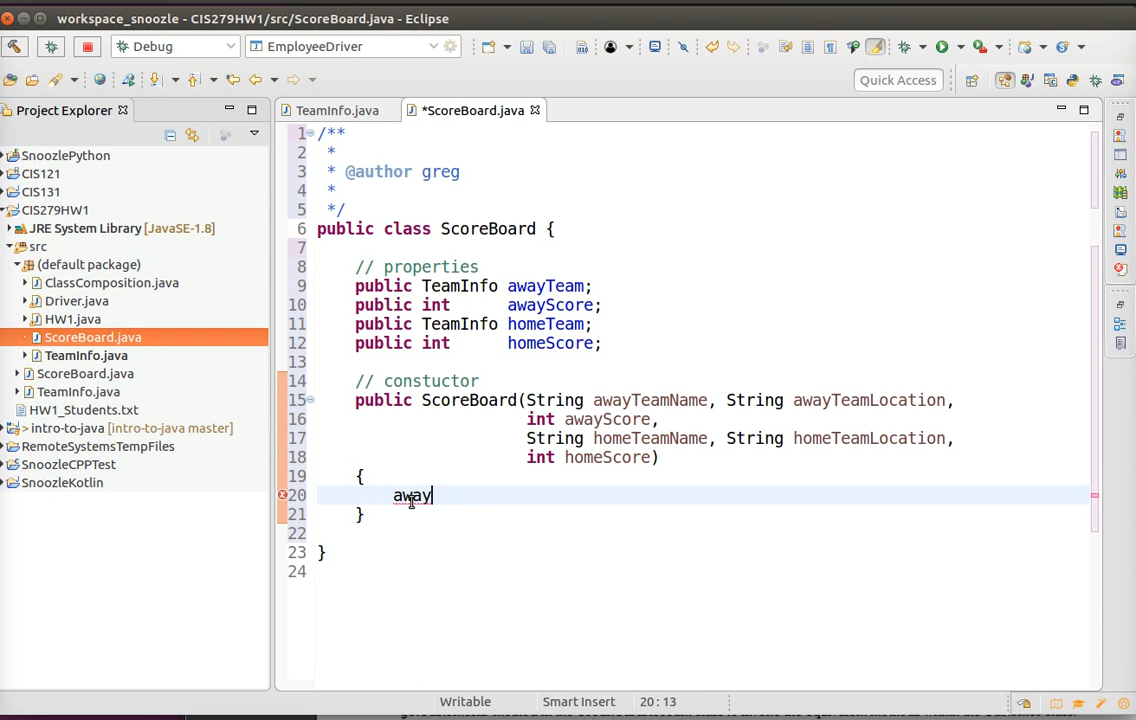 workspace_snoozle - CIS279HW1/src/ScoreBoard.java - Eclipse
Debug
EmployeeDriver
Quick Access
Project Explorer
TeamInfo.java
*ScoreBoard.java
SnoozlePython
CIS121
CIS131
CIS279HW1
JRE System Library [JavaSE-1.8]
src
(default package)
ClassComposition.java
Driver.java
HW1.java
ScoreBoard.java
TeamInfo.java
ScoreBoard.java
TeamInfo.java
HW1_Students.txt
> intro-to-java [intro-to-java master]
RemoteSystemsTempFiles
SnoozleCPPTest
SnoozleKotlin
1 /**
2  *
3  * @author greg
4  *
5  */
6 public class ScoreBoard {
7
8     // properties
9     public TeamInfo awayTeam;
10     public int      awayScore;
11     public TeamInfo homeTeam;
12     public int      homeScore;
13
14     // constuctor
15     public ScoreBoard(String awayTeamName, String awayTeamLocation,
16                       int awayScore,
17                       String homeTeamName, String homeTeamLocation,
18                       int homeScore)
19     {
20         away
21     }
22
23 }
24
Writable
Smart Insert
20:13